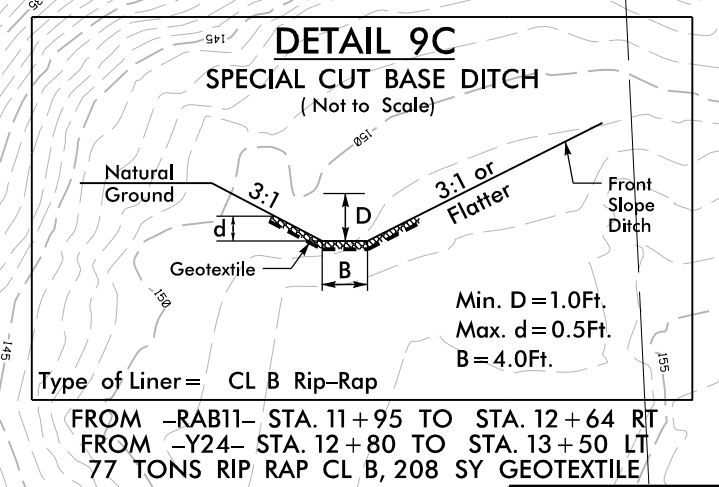 145
DETAIL 9C
SPECIAL CUT BASE DITCH
(Not to Scale)
150
Natural
Ground
3:1
D
3:1 or
Flatter
Front
Slope
Ditch
d
Geotextile
B
150
Min. D=1.0Ft.
Max. d=0.5Ft.
B=4.0Ft.
145
155
Type of Liner= CL B Rip-Rap
FROM -RAB11- STA. 11+95 TO STA. 12+64 RT
FROM -Y24- STA. 12+80 TO STA. 13+50 LT
77 TONS RIP RAP CL B, 208 SY GEOTEXTILE